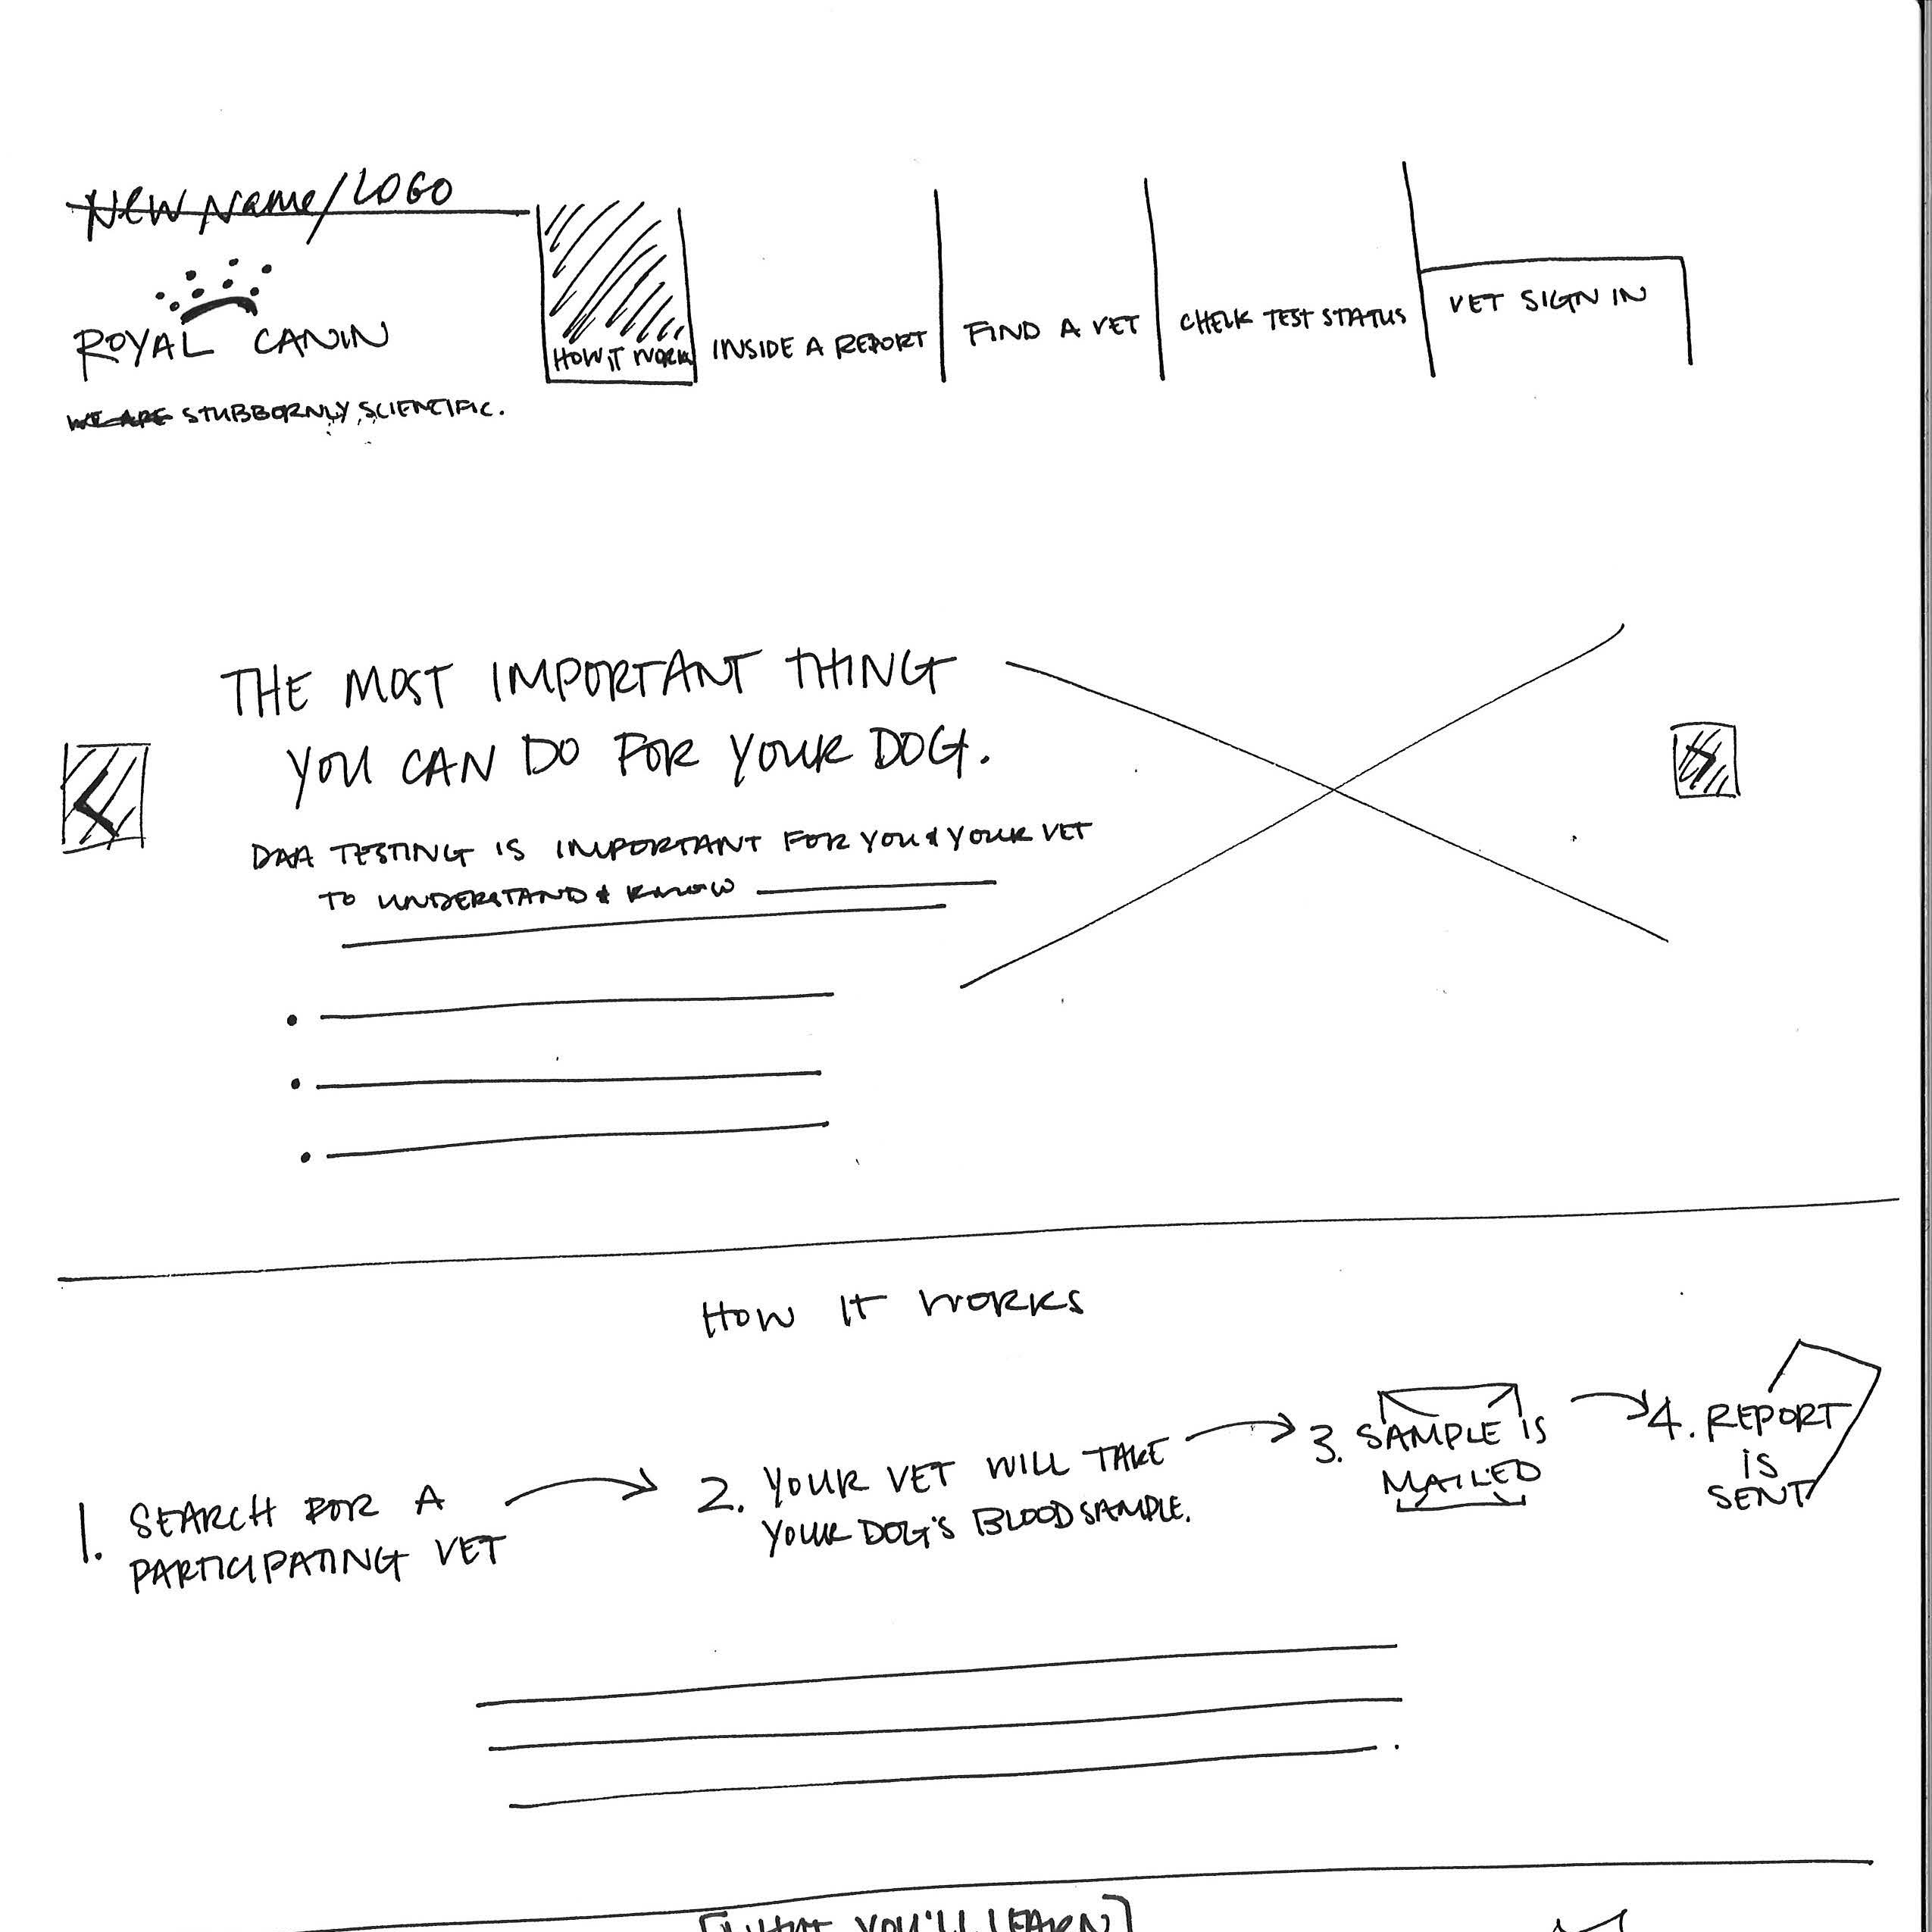 NEW Name/LOGO
ROYAL CANIN
WE ARE STUBBORNLY SCIENTIFIC.
HOW IT WORKS
INSIDE A REPORT
FIND A VET
CHECK TEST STATUS
VET SIGN IN
THE MOST IMPORTANT THING
YOU CAN DO FOR YOUR DOG.
DAA TESTING IS IMPORTANT FOR YOU & YOUR VET
TO UNDERSTAND & KNOW
HOW IT WORKS
1. SEARCH FOR A
PARTICIPATING VET
2. YOUR VET WILL TAKE
YOUR DOG'S BLOOD SAMPLE.
3. SAMPLE IS
MAILED
4. REPORT
IS
SENT
[WHAT YOU'LL LEARN]